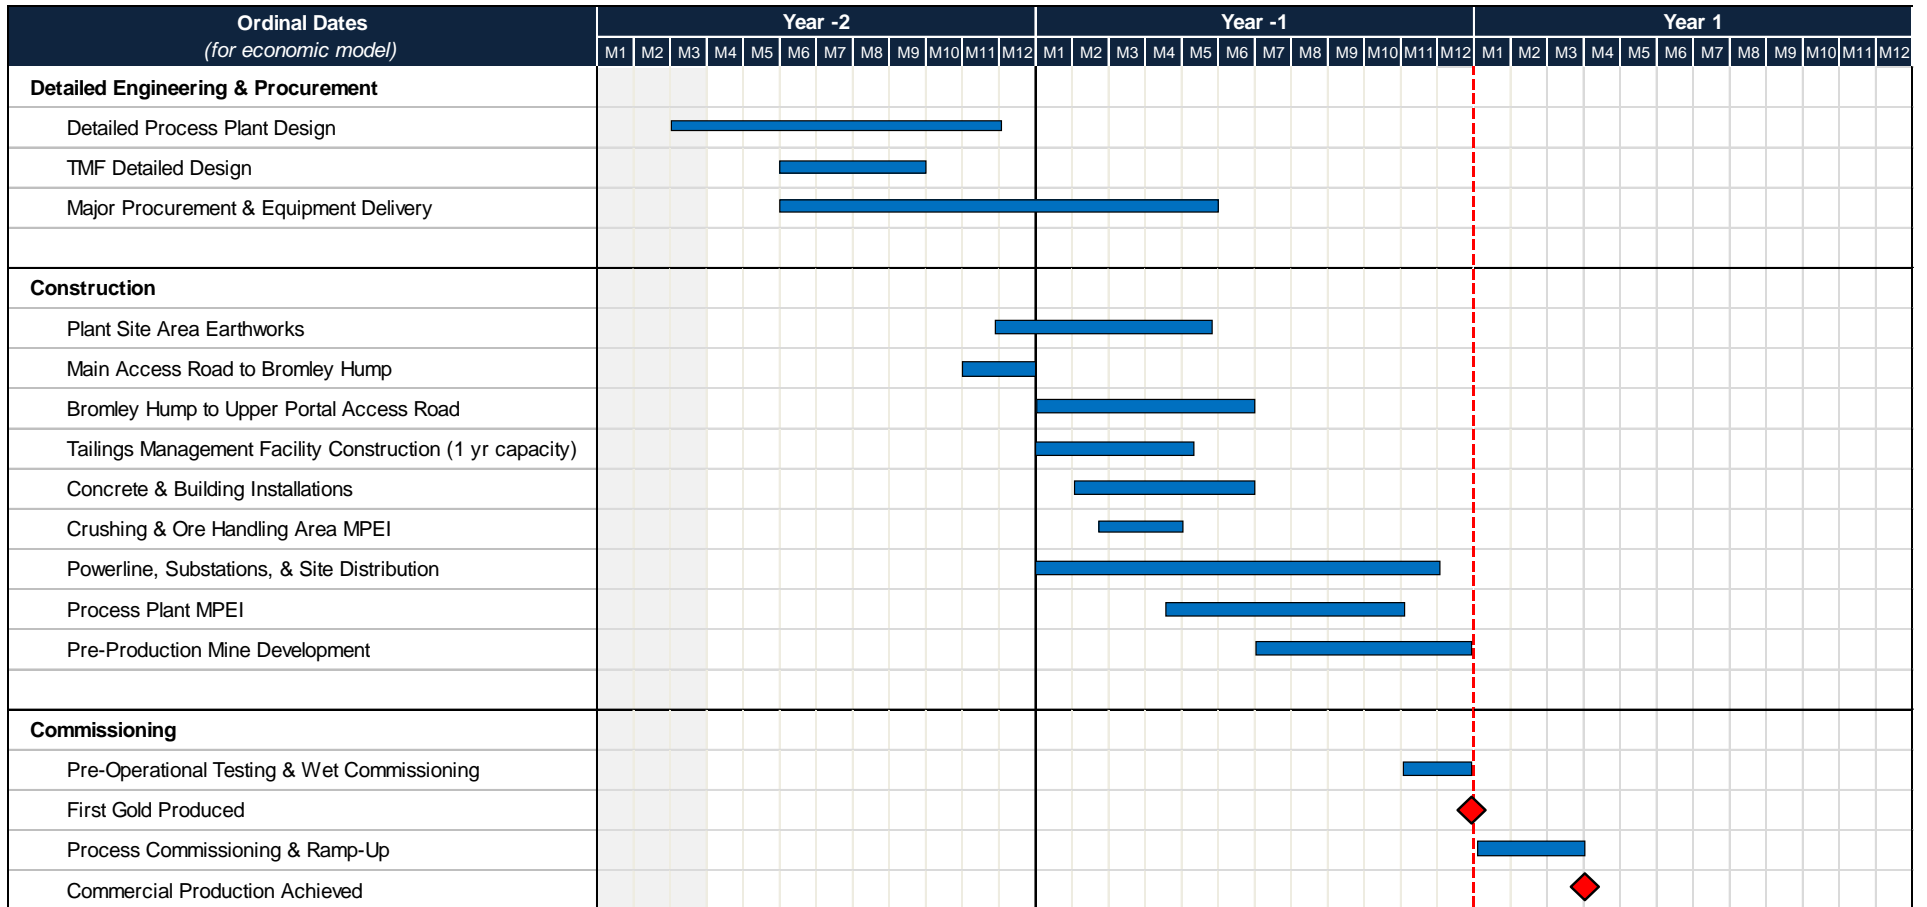 Ordinal Dates
(for economic model)
Year -2 Year -1 Year 1
M1 M2 M3 M4 M5 M6 M7 M8 M9 M10 M11 M12 M1 M2 M3 M4 M5 M6 M7 M8 M9 M10 M11 M12 M1 M2 M3 M4 M5 M6 M7 M8 M9 M10 M11 M12
Detailed Engineering & Procurement
Detailed Process Plant Design
TMF Detailed Design
Major Procurement & Equipment Delivery
Construction
Plant Site Area Earthworks
Main Access Road to Bromley Hump
Bromley Hump to Upper Portal Access Road
Tailings Management Facility Construction (1 yr capacity)
Concrete & Building Installations
Crushing & Ore Handling Area MPEI
Powerline, Substations, & Site Distribution
Process Plant MPEI
Pre-Production Mine Development
Commissioning
Pre-Operational Testing & Wet Commissioning
First Gold Produced
Process Commissioning & Ramp-Up
Commercial Production Achieved